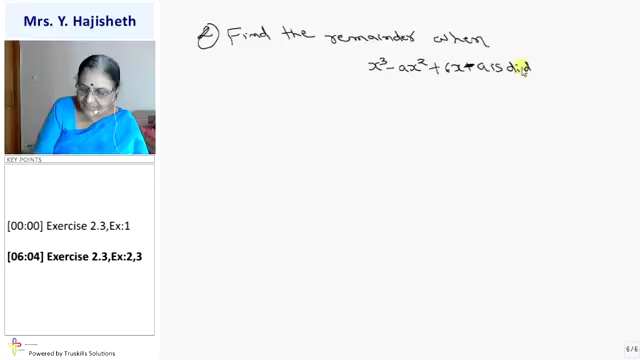 Mrs. Y. Hajisheth
② Find the remainder when
x³ - ax² + 6x - a is divid
KEY POINTS
[00:00] Exercise 2.3,Ex:1
[06:04] Exercise 2.3,Ex:2,3
Powered by Truskills Solutions
6/6